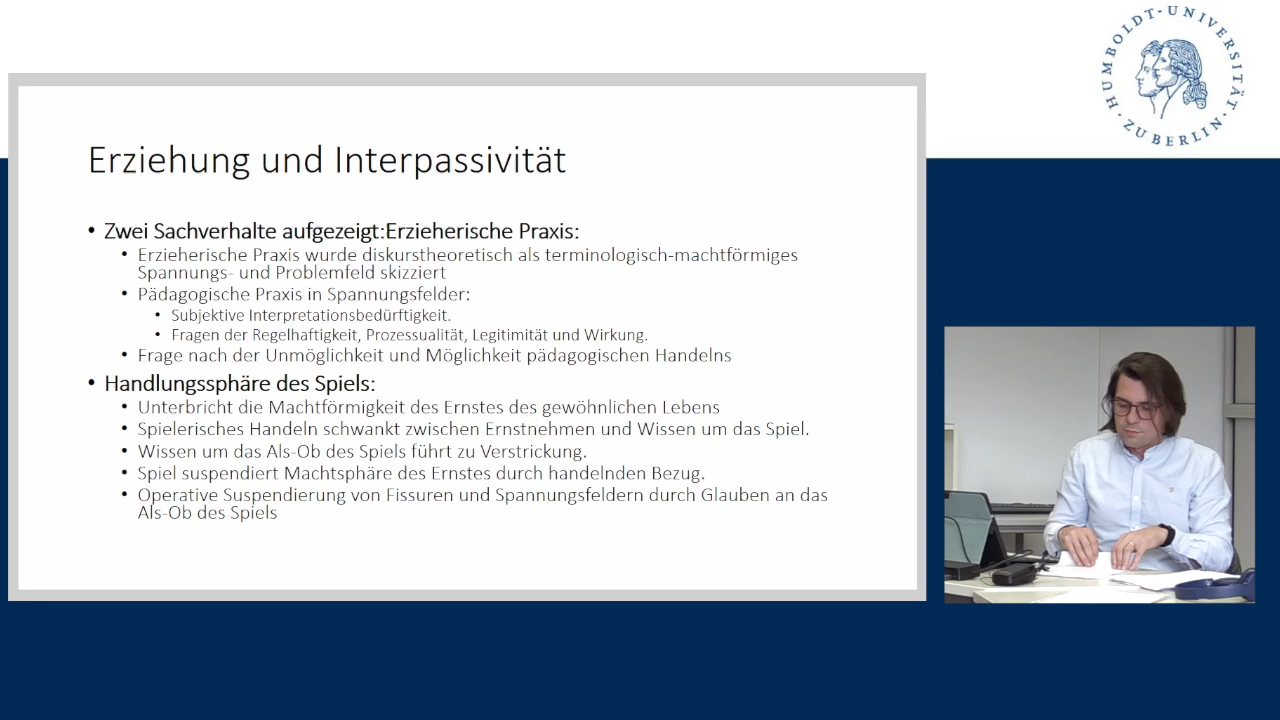 HUMBOLDT-UNIVERSITÄT
· ZU BERLIN ·
Erziehung und Interpassivität
• Zwei Sachverhalte aufgezeigt:Erzieherische Praxis:
• Erzieherische Praxis wurde diskurstheoretisch als terminologisch-machtförmiges
Spannungs- und Problemfeld skizziert
• Pädagogische Praxis in Spannungsfelder:
• Subjektive Interpretationsbedürftigkeit.
• Fragen der Regelhaftigkeit, Prozessualität, Legitimität und Wirkung.
• Frage nach der Unmöglichkeit und Möglichkeit pädagogischen Handelns
• Handlungssphäre des Spiels:
• Unterbricht die Machtförmigkeit des Ernstes des gewöhnlichen Lebens
• Spielerisches Handeln schwankt zwischen Ernstnehmen und Wissen um das Spiel.
• Wissen um das Als-Ob des Spiels führt zu Verstrickung.
• Spiel suspendiert Machtsphäre des Ernstes durch handelnden Bezug.
• Operative Suspendierung von Fissuren und Spannungsfeldern durch Glauben an das
Als-Ob des Spiels